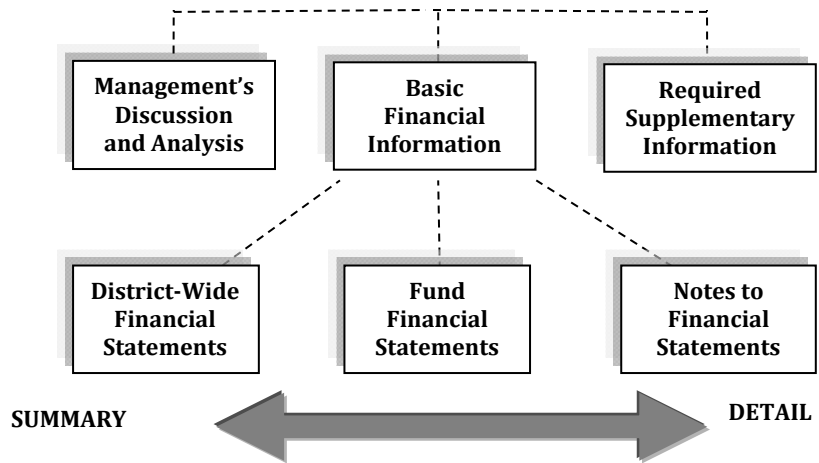 Management’s
Discussion
and Analysis
Basic
Financial
Information
Required
Supplementary
Information
District-Wide
Financial
Statements
Fund
Financial
Statements
Notes to
Financial
Statements
SUMMARY
DETAIL